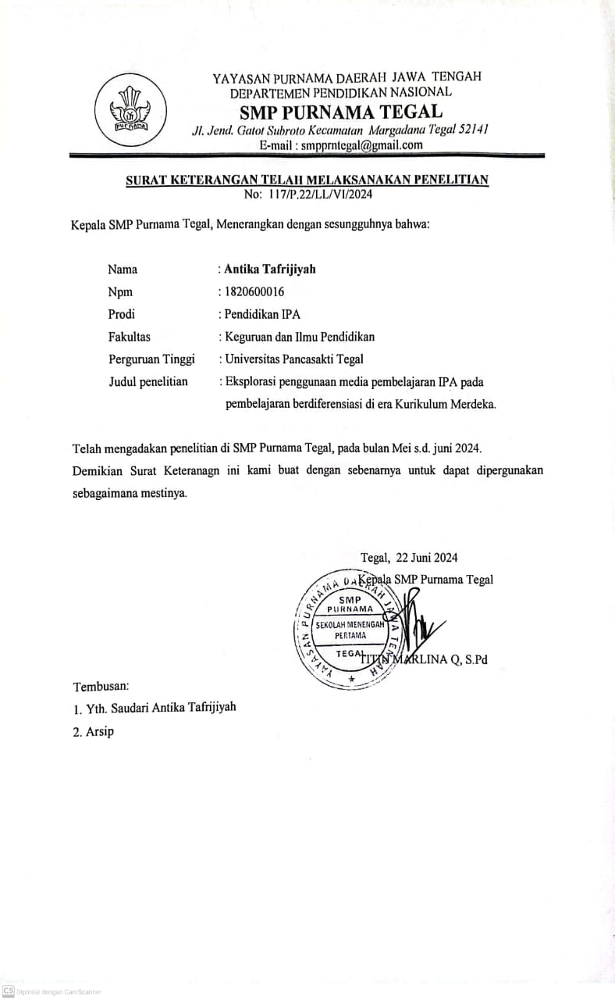 YAYASAN PURNAMA DAERAH JAWA TENGAH
DEPARTEMEN PENDIDIKAN NASIONAL
SMP PURNAMA TEGAL
Jl. Jend. Gatot Subroto Kecamatan Margadana Tegal 52141
E-mail : smpprntegal@gmail.com
PURNAMA
SURAT KETERANGAN TELAH MELAKSANAKAN PENELITIAN
No: 117/P.22/LL/VI/2024
Kepala SMP Purnama Tegal, Menerangkan dengan sesungguhnya bahwa:
Nama : Antika Tafrijiyah
Npm : 1820600016
Prodi : Pendidikan IPA
Fakultas : Keguruan dan Ilmu Pendidikan
Perguruan Tinggi : Universitas Pancasakti Tegal
Judul penelitian : Eksplorasi penggunaan media pembelajaran IPA pada
pembelajaran berdiferensiasi di era Kurikulum Merdeka.
Telah mengadakan penelitian di SMP Purnama Tegal, pada bulan Mei s.d. juni 2024.
Demikian Surat Keteranagn ini kami buat dengan sebenarnya untuk dapat dipergunakan
sebagaimana mestinya.
Tegal, 22 Juni 2024
Kepala SMP Purnama Tegal
YAYASAN PURNAMA DAERAH JAWA TENGAH
SMP
PURNAMA
SEKOLAH MENENGAH
PERTAMA
TEGAL
TITIN MARLINA Q, S.Pd
Tembusan:
1. Yth. Saudari Antika Tafrijiyah
2. Arsip
CS Dipindai dengan CamScanner